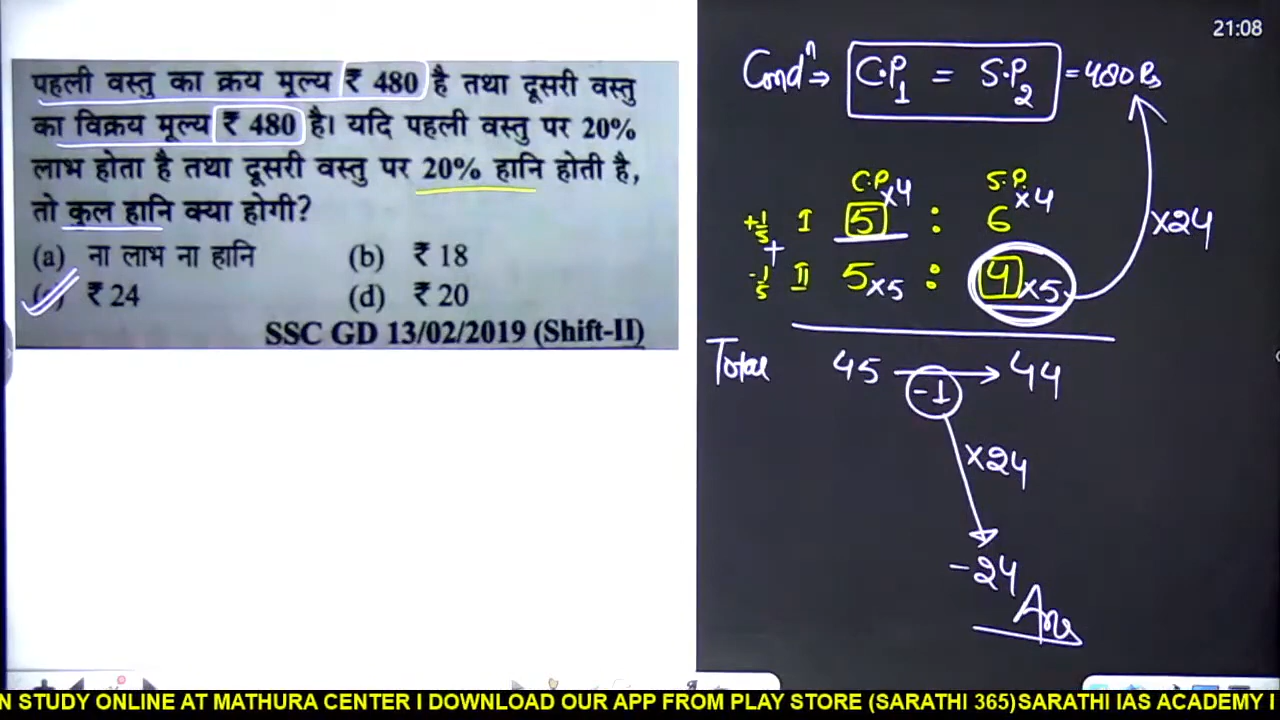 21:08
पहली वस्तु का क्रय मूल्य ₹ 480 है तथा दूसरी वस्तु
का विक्रय मूल्य ₹ 480 है। यदि पहली वस्तु पर 20%
लाभ होता है तथा दूसरी वस्तु पर 20% हानि होती है,
तो कुल हानि क्या होगी?
(a) ना लाभ ना हानि (b) ₹ 18
₹ 24 (d) ₹ 20
SSC GD 13/02/2019 (Shift-II)
Condⁿ ⇒ C.P₁ = S.P₂ = 480 Rs
C.P. ×4 S.P. ×4
+1/5 I 5 : 6
+
-1/5 II 5×5 : 4×5
×24
Total 45 → 44
-1
×24
-24
Ans
N STUDY ONLINE AT MATHURA CENTER I DOWNLOAD OUR APP FROM PLAY STORE (SARATHI 365)SARATHI IAS ACADEMY I